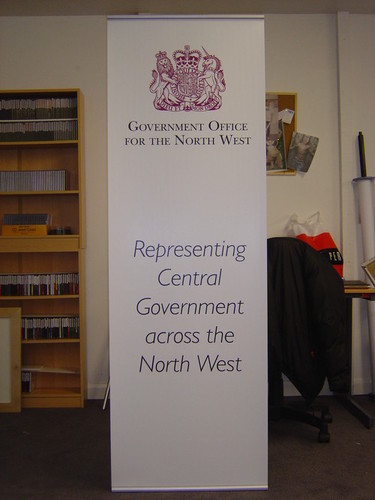 Government Office
for the North West
Representing
Central
Government
across the
North West